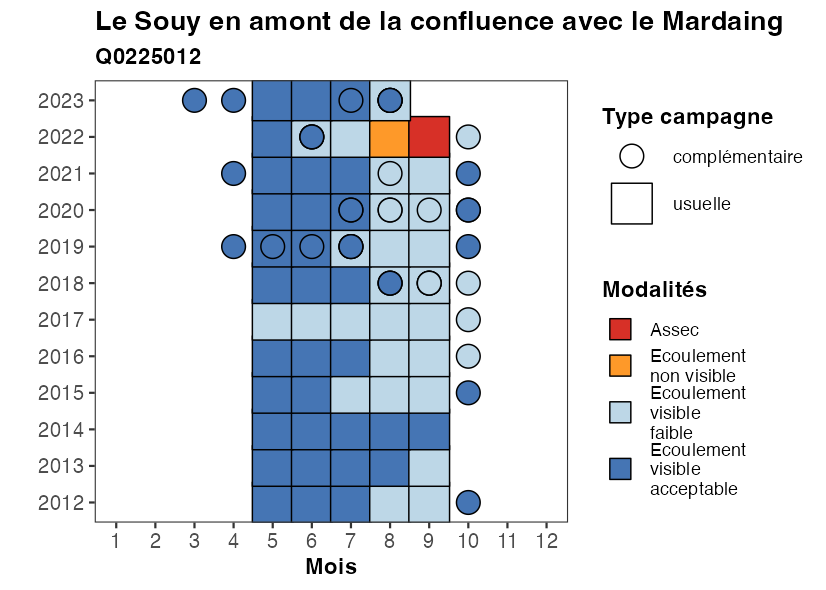 Le Souy en amont de la confluence avec le Mardaing
Q0225012
2023
2022
2021
2020
2019
2018
2017
2016
2015
2014
2013
2012
1 2 3 4 5 6 7 8 9 10 11 12
Mois
Type campagne
complémentaire
usuelle
Modalités
Assec
Ecoulement
non visible
Ecoulement
visible
faible
Ecoulement
visible
acceptable